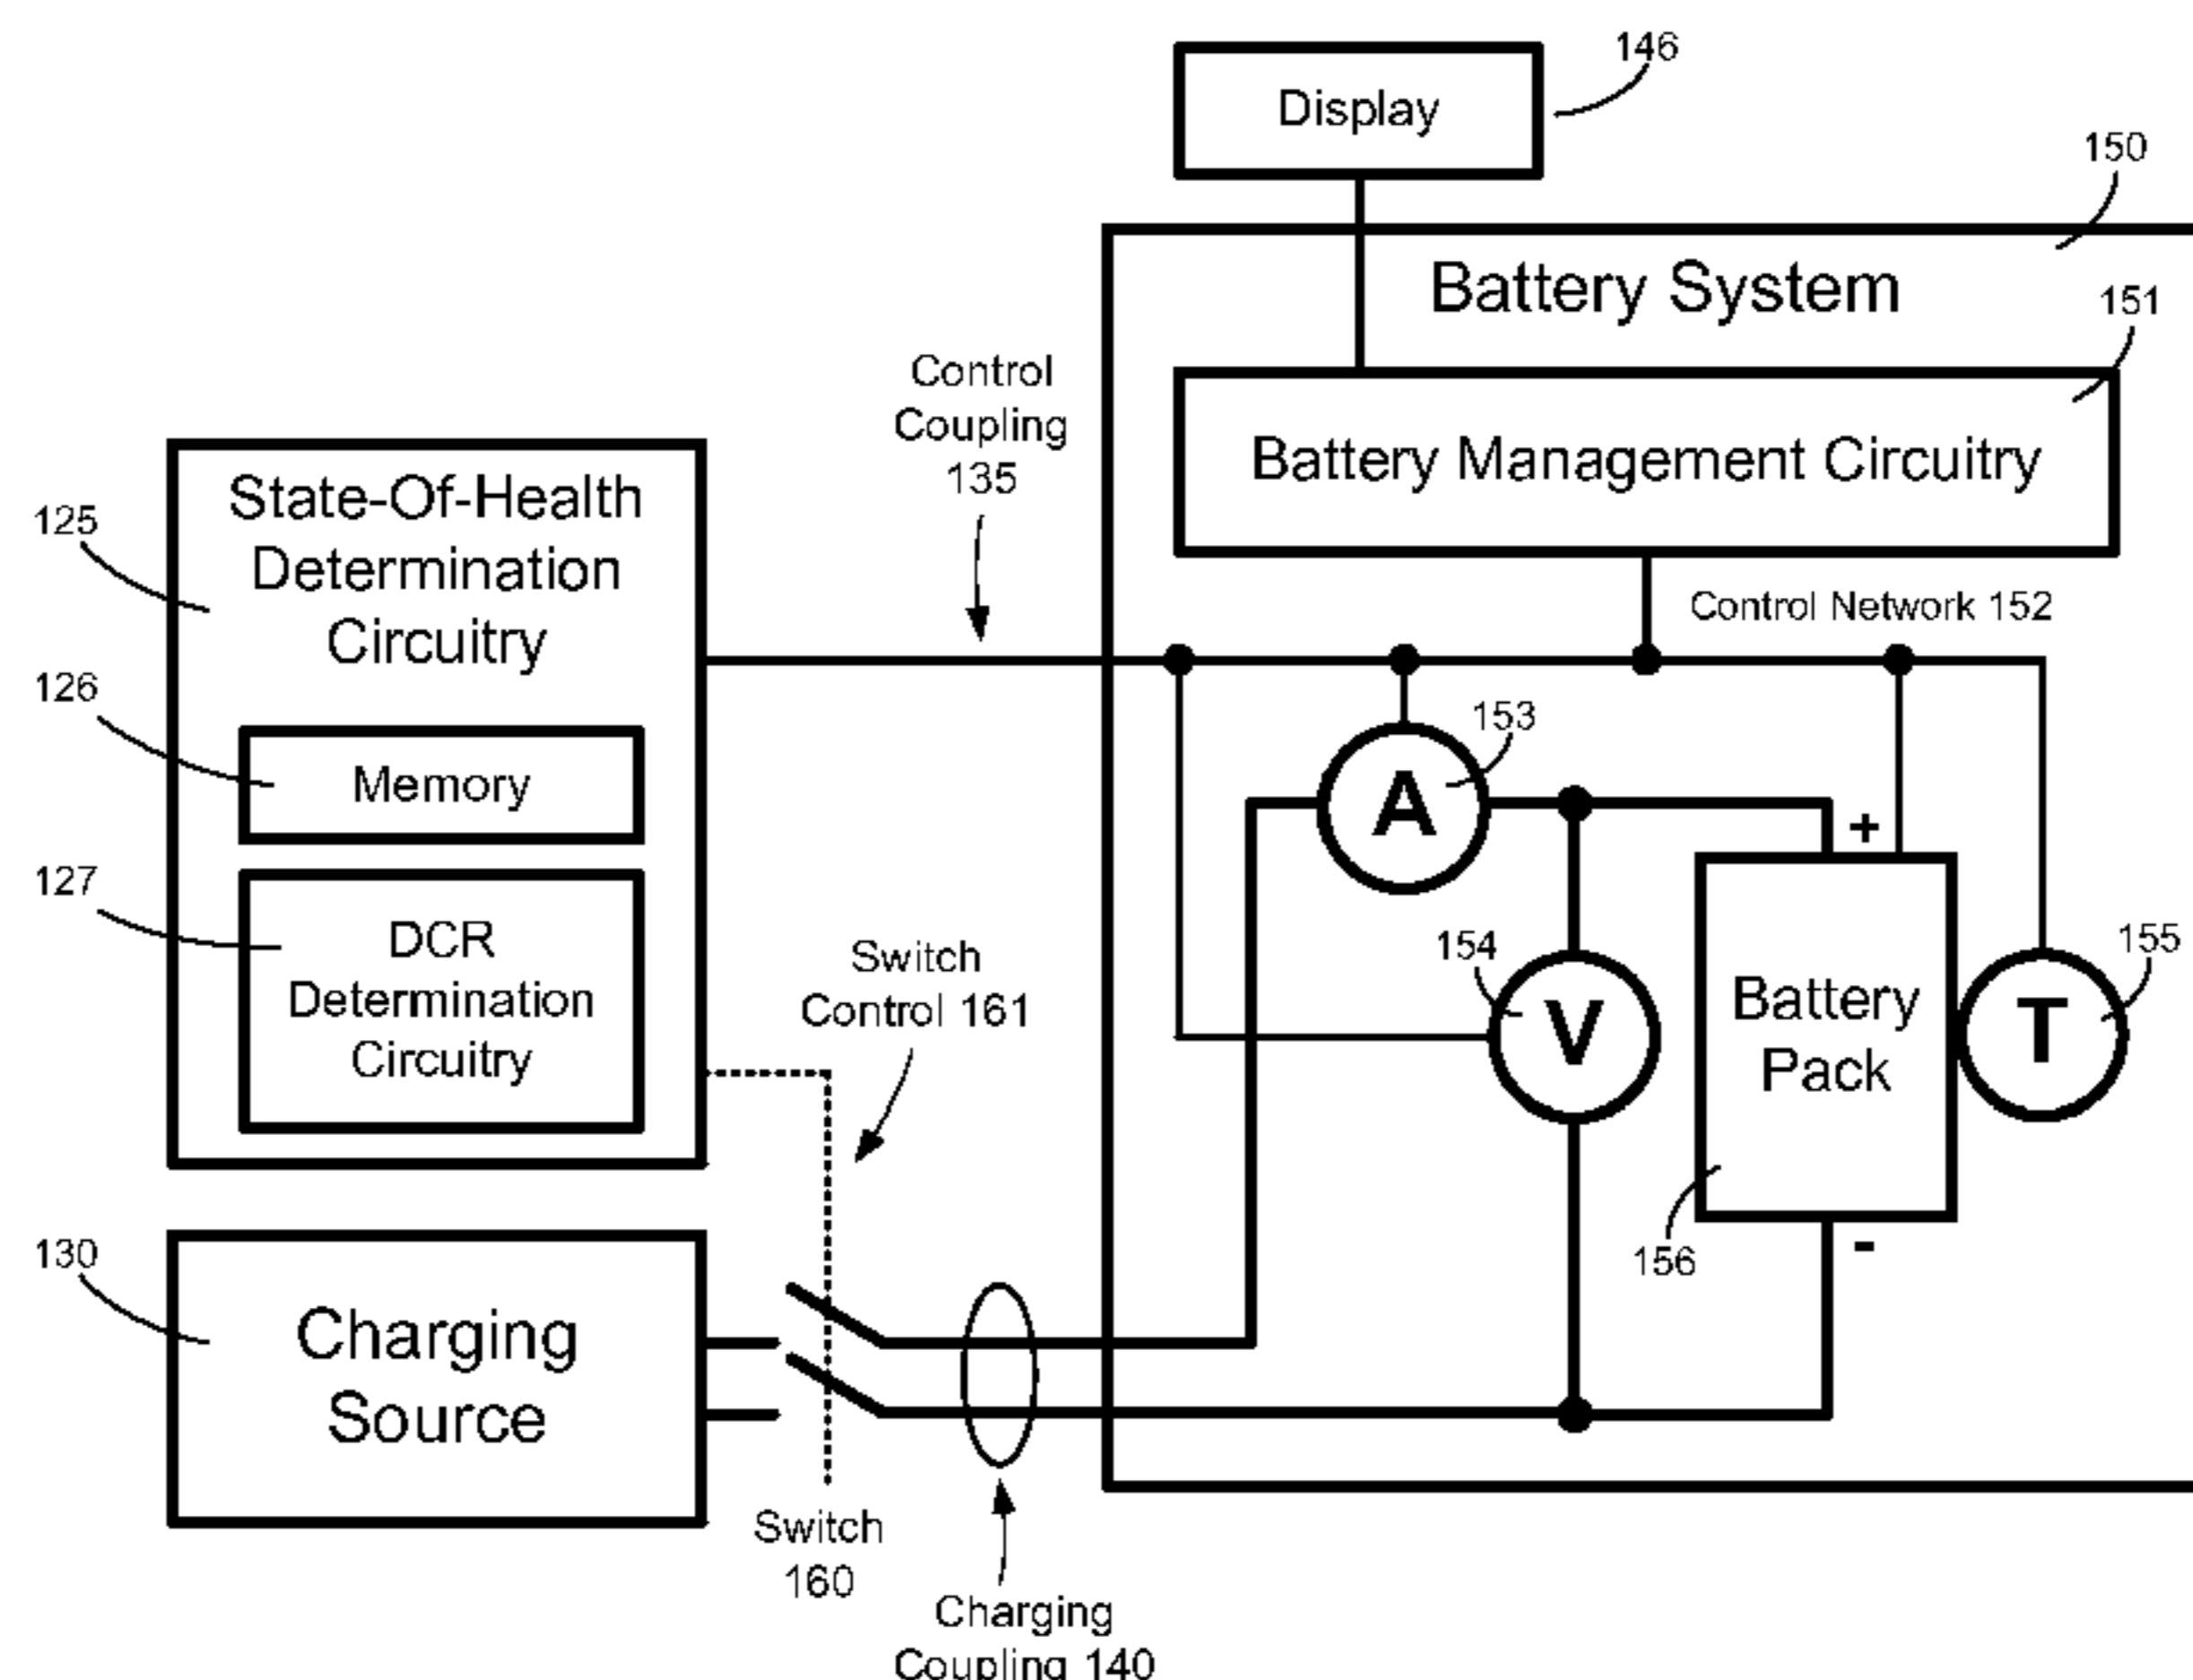 146
Display
150
Battery System
151
Control
Coupling
135
Battery Management Circuitry
State-Of-Health
Determination
Circuitry
125
Control Network 152
126
153
Memory
A
+
127
DCR
Determination
Circuitry
Switch
Control 161
154
155
V
Battery
Pack
T
130
156
-
Charging
Source
Switch
160
Charging
Coupling 140